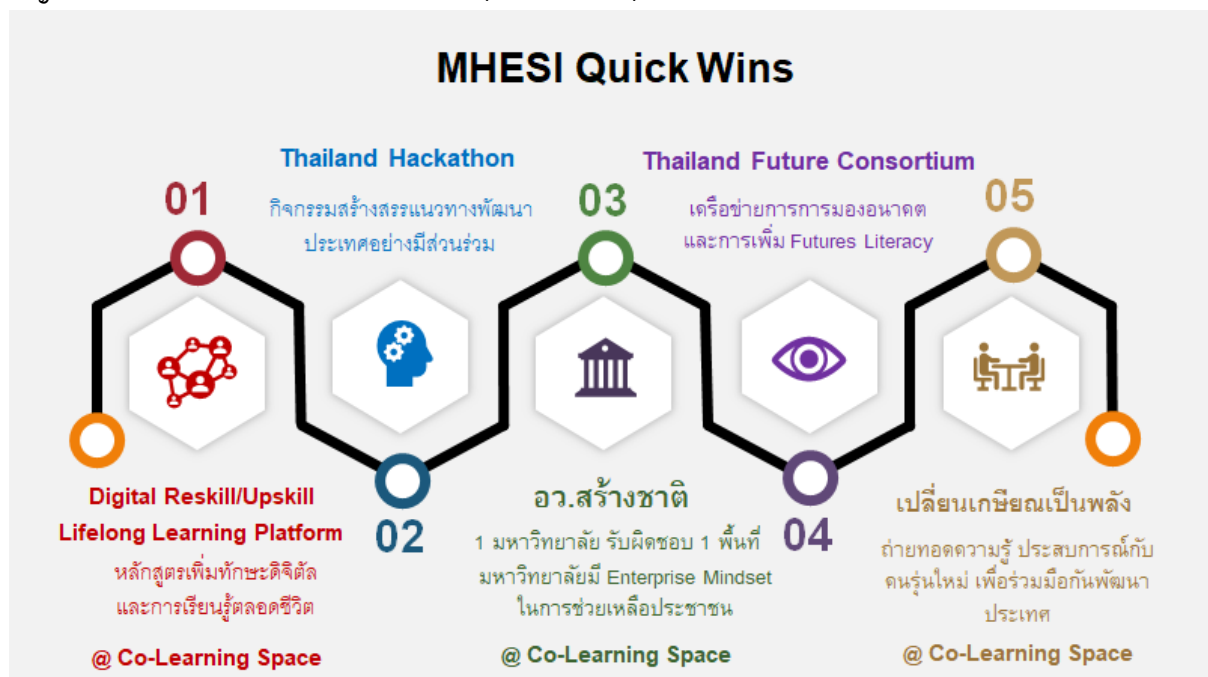 MHESI Quick Wins
01
Digital Reskill/Upskill
Lifelong Learning Platform
หลักสูตรเพิ่มทักษะดิจิตัล
และการเรียนรู้ตลอดชีวิต
@ Co-Learning Space
Thailand Hackathon
กิจกรรมสร้างสรรแนวทางพัฒนา
ประเทศอย่างมีส่วนร่วม
02
03
อว.สร้างชาติ
1 มหาวิทยาลัย รับผิดชอบ 1 พื้นที่
มหาวิทยาลัยมี Enterprise Mindset
ในการช่วยเหลือประชาชน
@ Co-Learning Space
Thailand Future Consortium
เครือข่ายการการมองอนาคต
และการเพิ่ม Futures Literacy
04
05
เปลี่ยนเกษียณเป็นพลัง
ถ่ายทอดความรู้ ประสบการณ์กับ
คนรุ่นใหม่ เพื่อร่วมมือกันพัฒนา
ประเทศ
@ Co-Learning Space